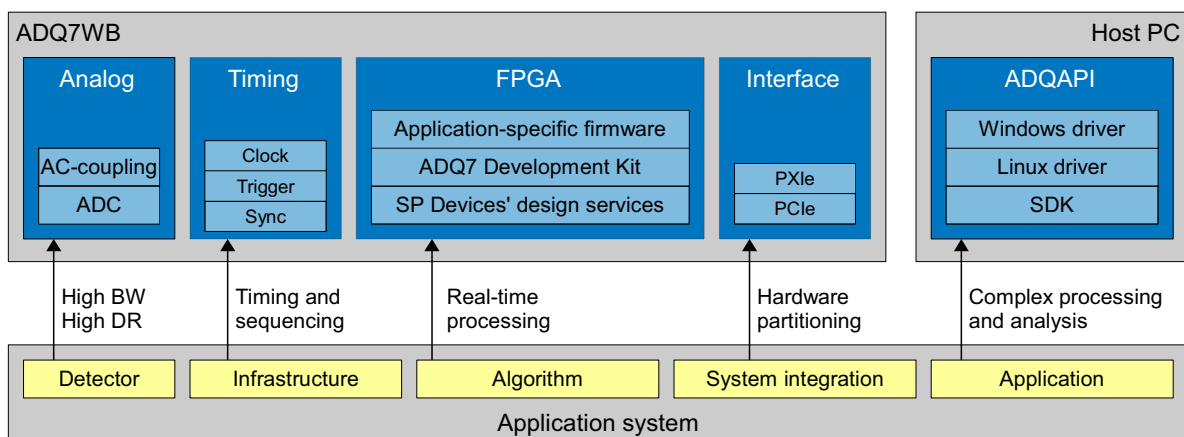 ADQ7WB
Host PC
Analog
Timing
FPGA
Interface
ADQAPI
AC-coupling
ADC
Clock
Trigger
Sync
Application-specific firmware
ADQ7 Development Kit
SP Devices' design services
PXIe
PCIe
Windows driver
Linux driver
SDK
High BW
High DR
Timing and
sequencing
Real-time
processing
Hardware
partitioning
Complex processing
and analysis
Detector
Infrastructure
Algorithm
System integration
Application
Application system